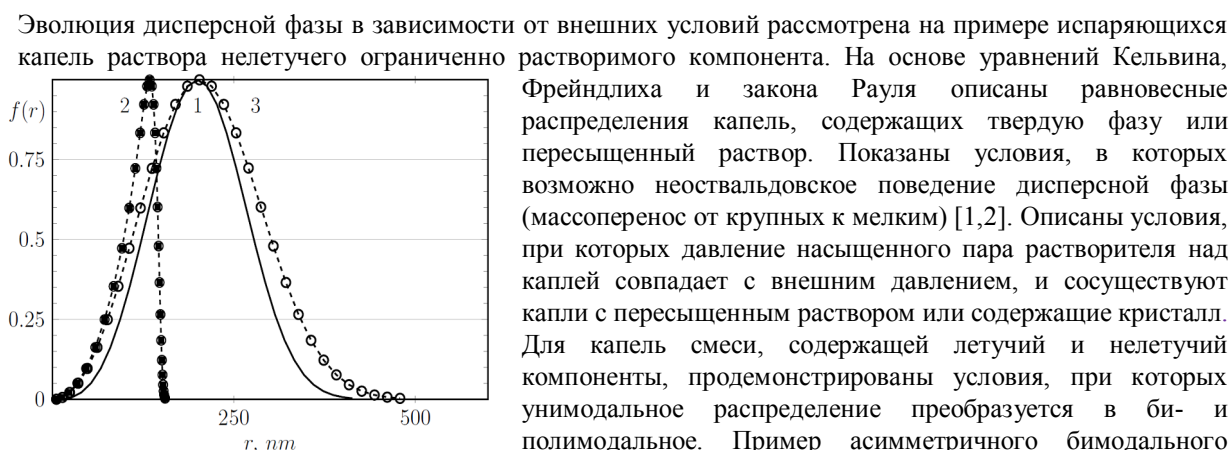 Эволюция дисперсной фазы в зависимости от внешних условий рассмотрена на примере испаряющихся
капель раствора нелетучего ограниченно растворимого компонента. На основе уравнений Кельвина,
Фрейндлиха и закона Рауля описаны равновесные
распределения капель, содержащих твердую фазу или
пересыщенный раствор. Показаны условия, в которых
возможно неоствальдовское поведение дисперсной фазы
(массоперенос от крупных к мелким) [1,2]. Описаны условия,
при которых давление насыщенного пара растворителя над
каплей совпадает с внешним давлением, и сосуществуют
капли с пересыщенным раствором или содержащие кристалл.
Для капель смеси, содержащей летучий и нелетучий
компоненты, продемонстрированы условия, при которых
унимодальное распределение преобразуется в би- и
полимодальное. Пример асимметричного бимодального
f(r)
2 1 3
0.75
0.5
0.25
0
250 500
r, nm